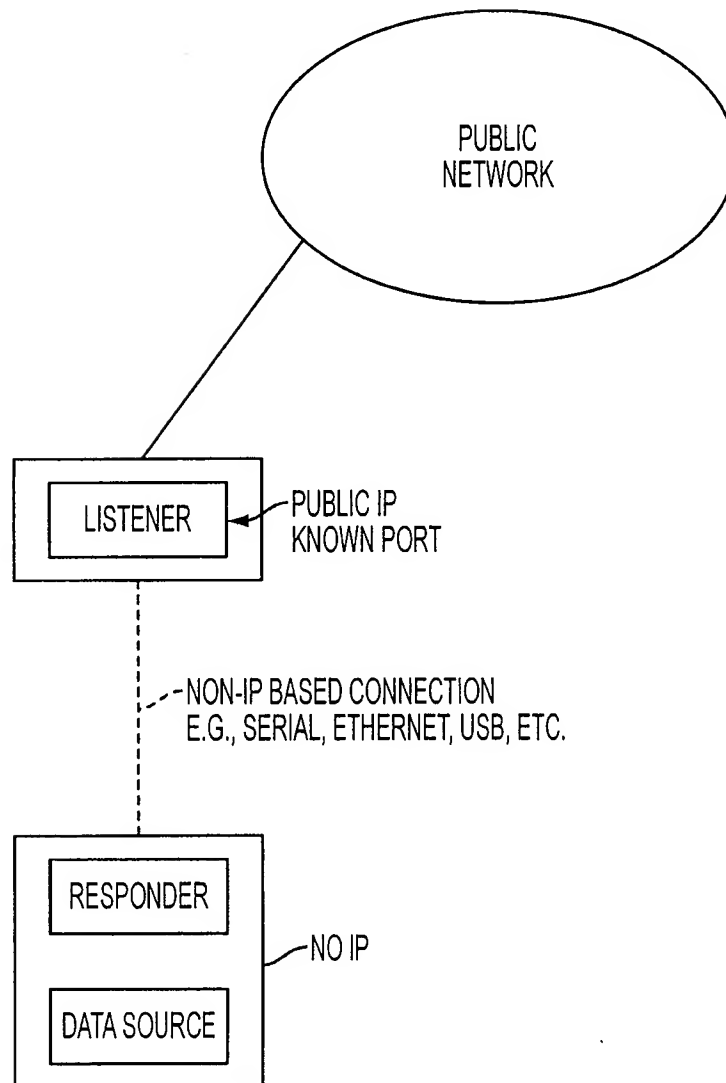 PUBLIC
NETWORK
LISTENER
PUBLIC IP
KNOWN PORT
NON-IP BASED CONNECTION
E.G., SERIAL, ETHERNET, USB, ETC.
RESPONDER
NO IP
DATA SOURCE